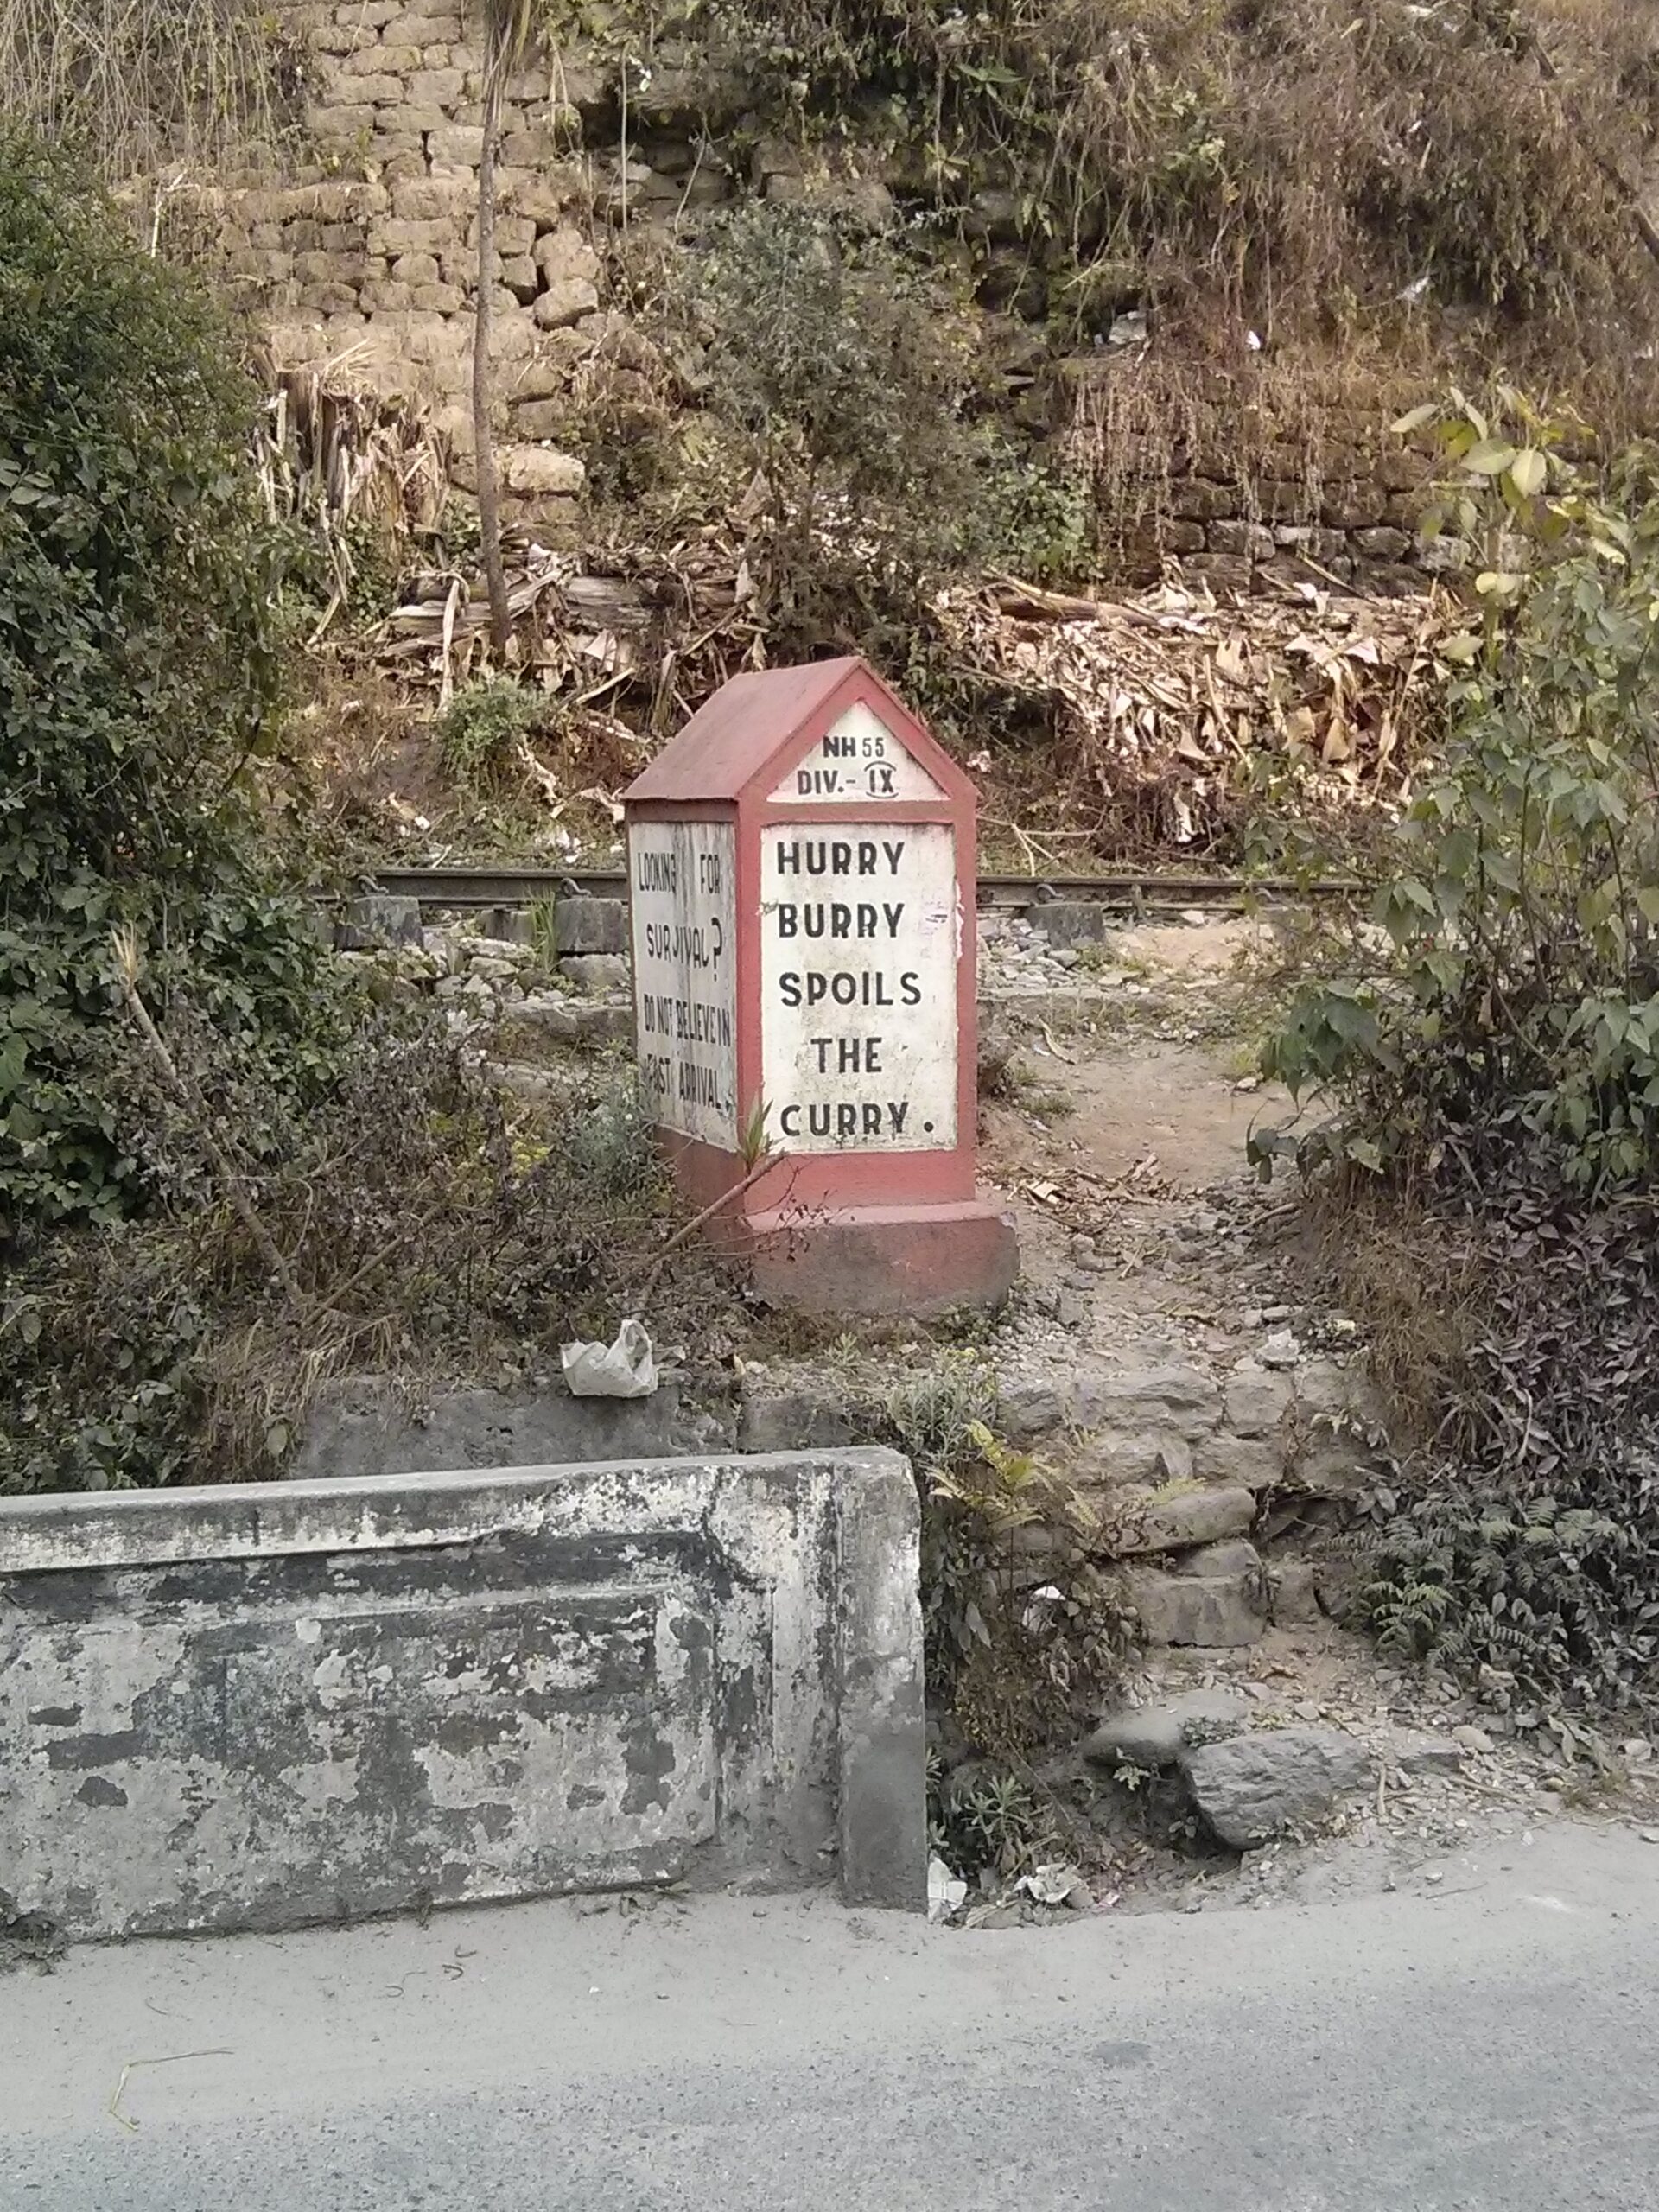 NH 55
DIV.- IX
HURRY
BURRY
SPOILS
THE
CURRY.
LOOKING FOR
SURVIVAL?
DO NOT BELIEVE IN
FAST ARRIVAL.